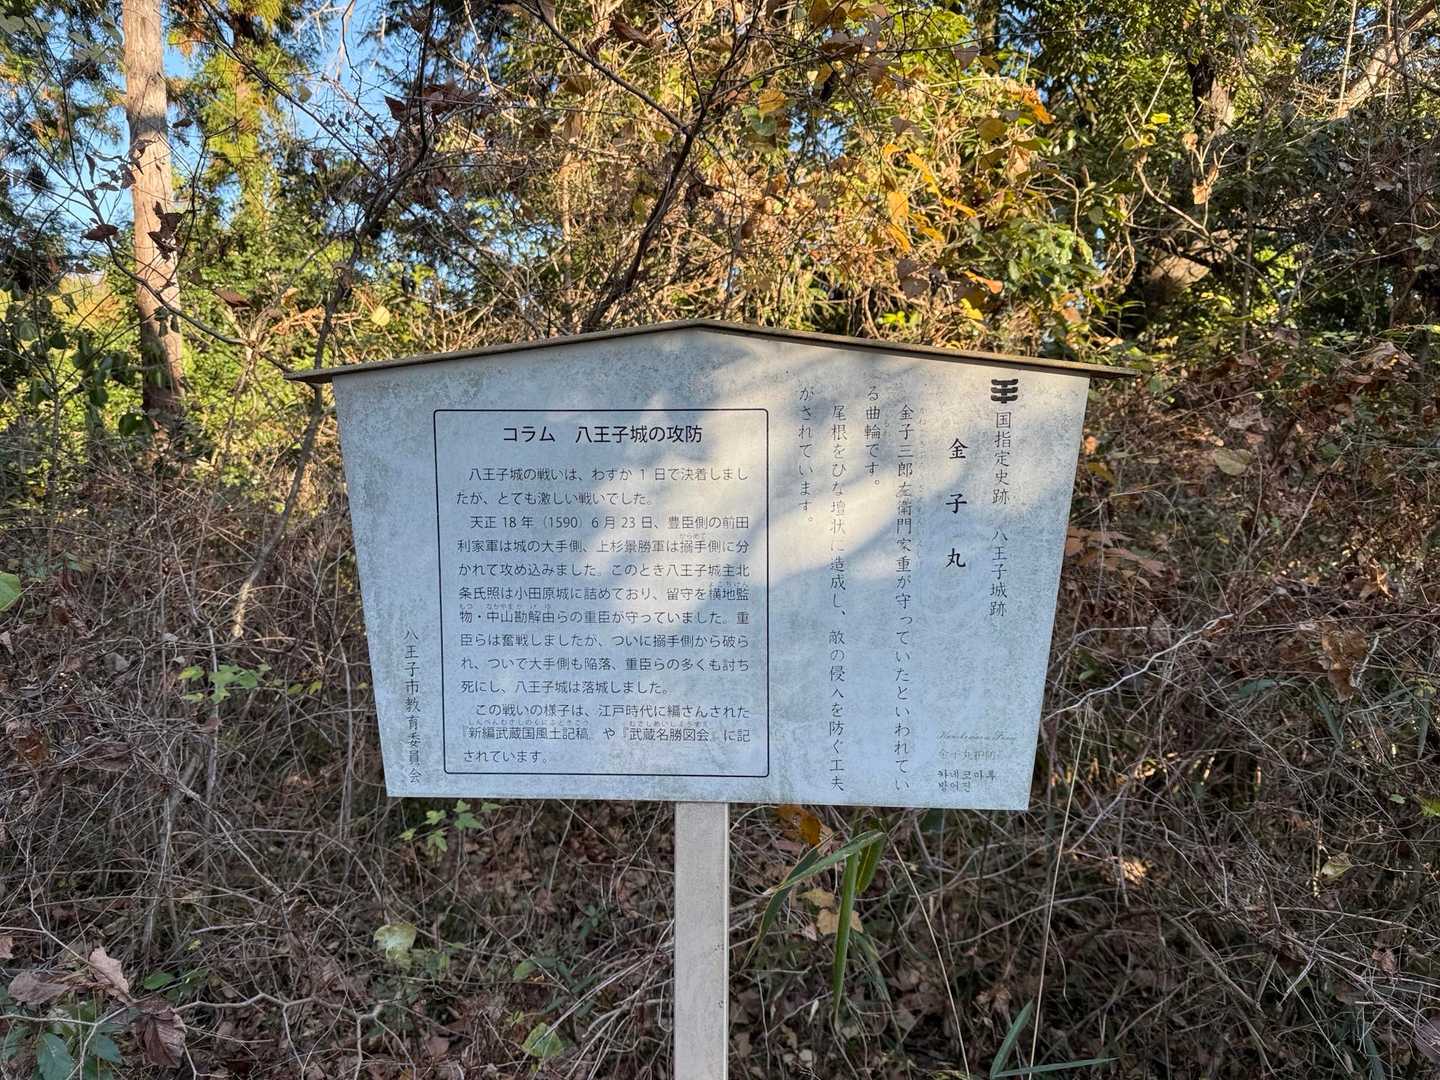 国指定史跡　八王子城跡
金子丸
金子三郎左衛門家重が守っていたといわれてい
る曲輪です。
尾根をひな壇状に造成し、敵の侵入を防ぐ工夫
がされています。
金子丸
카네코마루
방어진
コラム　八王子城の攻防
八王子城の戦いは、わずか 1 日で決着しまし
たが、とても激しい戦いでした。
天正 18 年（1590）6 月 23 日、豊臣側の前田
利家軍は城の大手側、上杉景勝軍は搦手側に分
かれて攻め込みました。このとき八王子城主北
条氏照は小田原城に詰めており、留守を横地監
物・中山勘解由らの重臣が守っていました。重
臣らは奮戦しましたが、ついに搦手側から破ら
れ、ついで大手側も陥落、重臣らの多くも討ち
死にし、八王子城は落城しました。
この戦いの様子は、江戸時代に編さんされた
『新編武蔵国風土記稿』や『武蔵名勝図会』に記
されています。
八王子市教育委員会